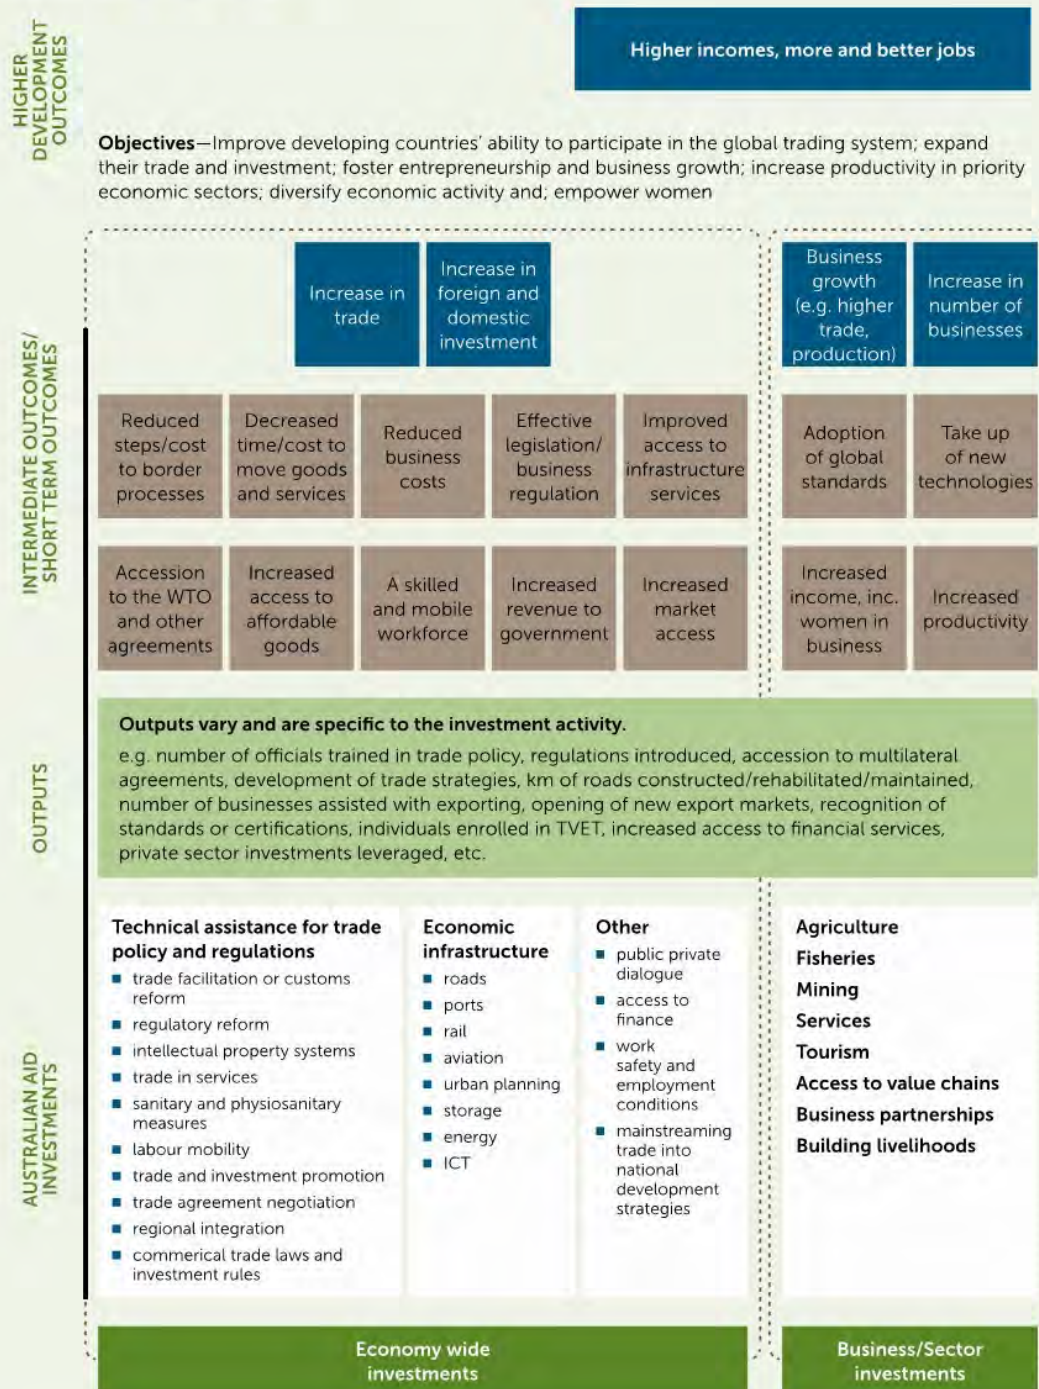 HIGHER
DEVELOPMENT
OUTCOMES
Higher incomes, more and better jobs
Objectives—Improve developing countries' ability to participate in the global trading system; expand
their trade and investment; foster entrepreneurship and business growth; increase productivity in priority
economic sectors; diversify economic activity and; empower women
INTERMEDIATE OUTCOMES/
SHORT TERM OUTCOMES
Increase in
trade
Increase in
foreign and
domestic
investment
Business
growth
(e.g. higher
trade,
production)
Increase in
number of
businesses
Reduced
steps/cost
to border
processes
Decreased
time/cost to
move goods
and services
Reduced
business
costs
Effective
legislation/
business
regulation
Improved
access to
infrastructure
services
Adoption
of global
standards
Take up
of new
technologies
Accession
to the WTO
and other
agreements
Increased
access to
affordable
goods
A skilled
and mobile
workforce
Increased
revenue to
government
Increased
market
access
Increased
income, inc.
women in
business
Increased
productivity
OUTPUTS
Outputs vary and are specific to the investment activity.
e.g. number of officials trained in trade policy, regulations introduced, accession to multilateral
agreements, development of trade strategies, km of roads constructed/rehabilitated/maintained,
number of businesses assisted with exporting, opening of new export markets, recognition of
standards or certifications, individuals enrolled in TVET, increased access to financial services,
private sector investments leveraged, etc.
AUSTRALIAN AID
INVESTMENTS
Technical assistance for trade
policy and regulations
■ trade facilitation or customs
reform
■ regulatory reform
■ intellectual property systems
■ trade in services
■ sanitary and physiosanitary
measures
■ labour mobility
■ trade and investment promotion
■ trade agreement negotiation
■ regional integration
■ commerical trade laws and
investment rules
Economic
infrastructure
■ roads
■ ports
■ rail
■ aviation
■ urban planning
■ storage
■ energy
■ ICT
Other
■ public private
dialogue
■ access to
finance
■ work
safety and
employment
conditions
■ mainstreaming
trade into
national
development
strategies
Agriculture
Fisheries
Mining
Services
Tourism
Access to value chains
Business partnerships
Building livelihoods
Economy wide
investments
Business/Sector
investments